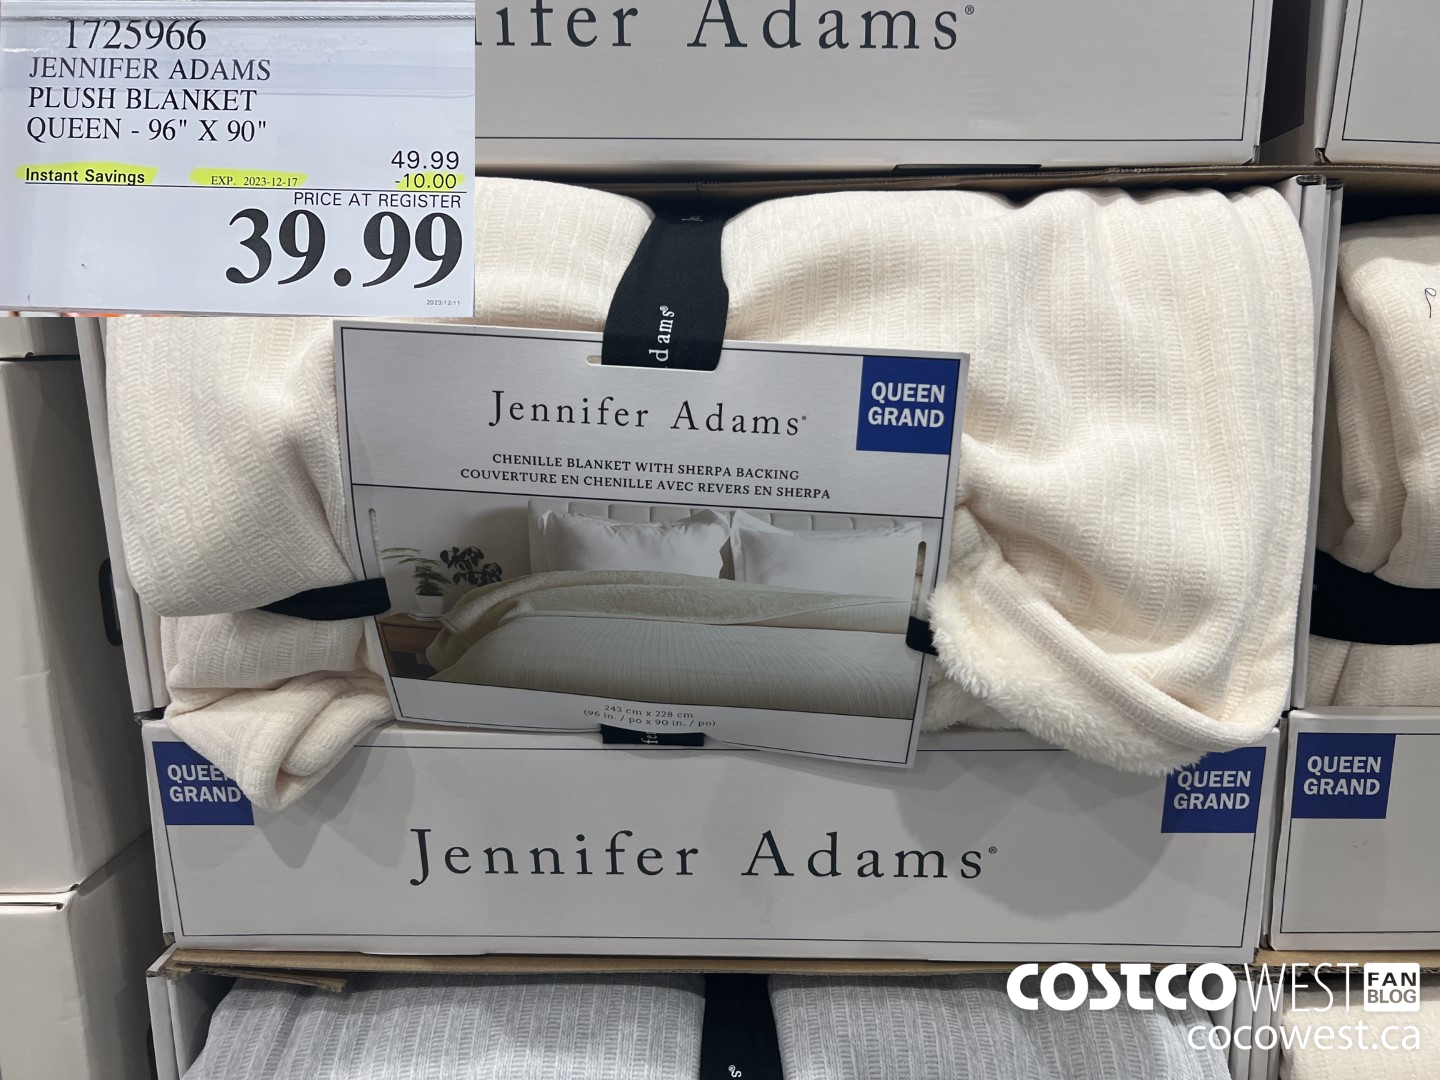 1725966
JENNIFER ADAMS
PLUSH BLANKET
QUEEN - 96" X 90"
49.99
Instant Savings EXP. 2023-12-17 -10.00
PRICE AT REGISTER
39.99
2023/12/11
ifer Adams®
dams®
Jennifer Adams®
QUEEN
GRAND
CHENILLE BLANKET WITH SHERPA BACKING
COUVERTURE EN CHENILLE AVEC REVERS EN SHERPA
243 cm x 228 cm
(96 in. / po x 90 in. / po)
fe
QUEEN
GRAND
Jennifer Adams®
QUEEN
GRAND
QUEEN
GRAND
s®
COSTCO WEST FAN BLOG
cocowest.ca